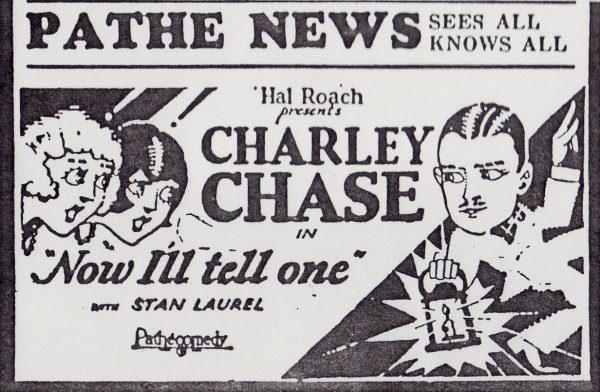 PATHE NEWS
SEES ALL
KNOWS ALL
Hal Roach
presents
CHARLEY
CHASE
IN
"Now I'll tell one"
WITH STAN LAUREL
Pathécomedy